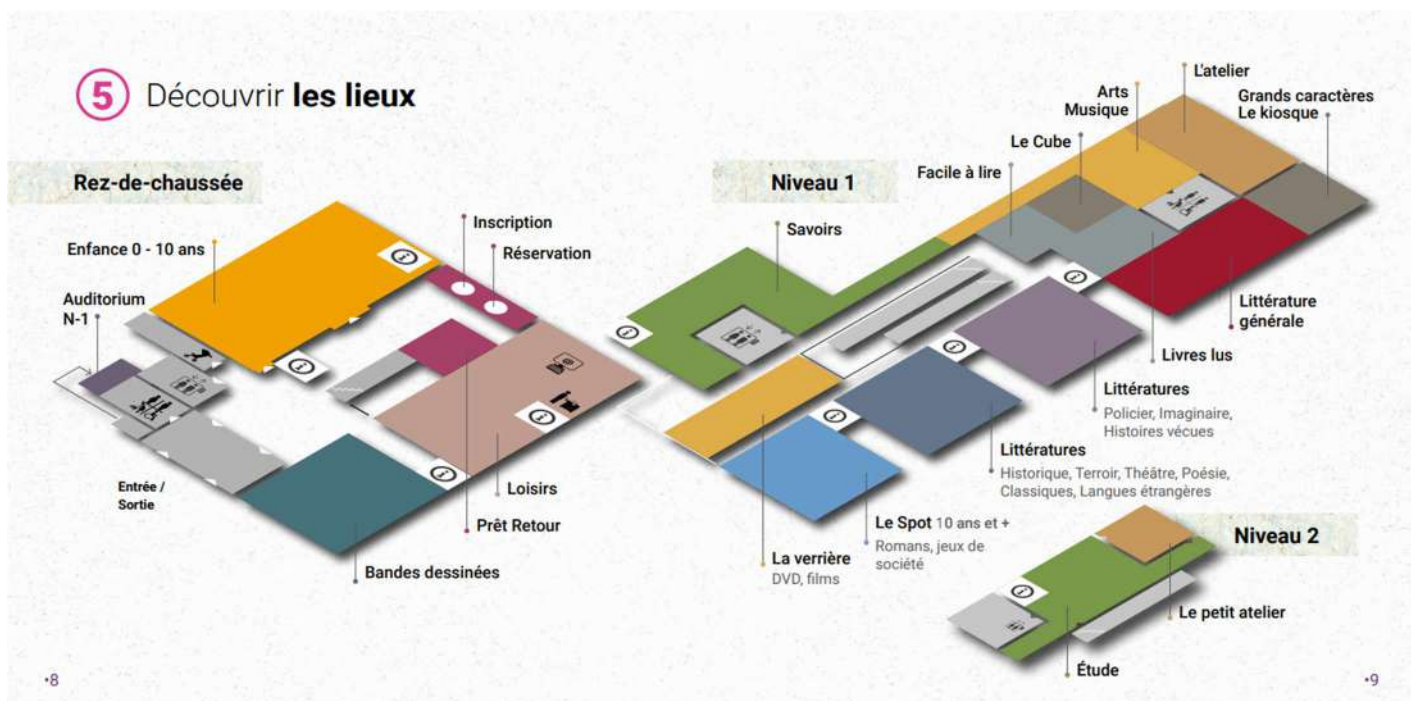 5 Découvrir les lieux
Rez-de-chaussée
Enfance 0 - 10 ans
Auditorium
N-1
Inscription
Réservation
Entrée /
Sortie
Loisirs
Prêt Retour
Bandes dessinées
•8
Niveau 1
Savoirs
Facile à lire
Le Cube
Arts
Musique
L'atelier
Grands caractères
Le kiosque
Littérature
générale
Livres lus
Littératures
Policier, Imaginaire,
Histoires vécues
Littératures
Historique, Terroir, Théâtre, Poésie,
Classiques, Langues étrangères
Le Spot 10 ans et +
Romans, jeux de
société
La verrière
DVD, films
Niveau 2
Le petit atelier
Étude
•9